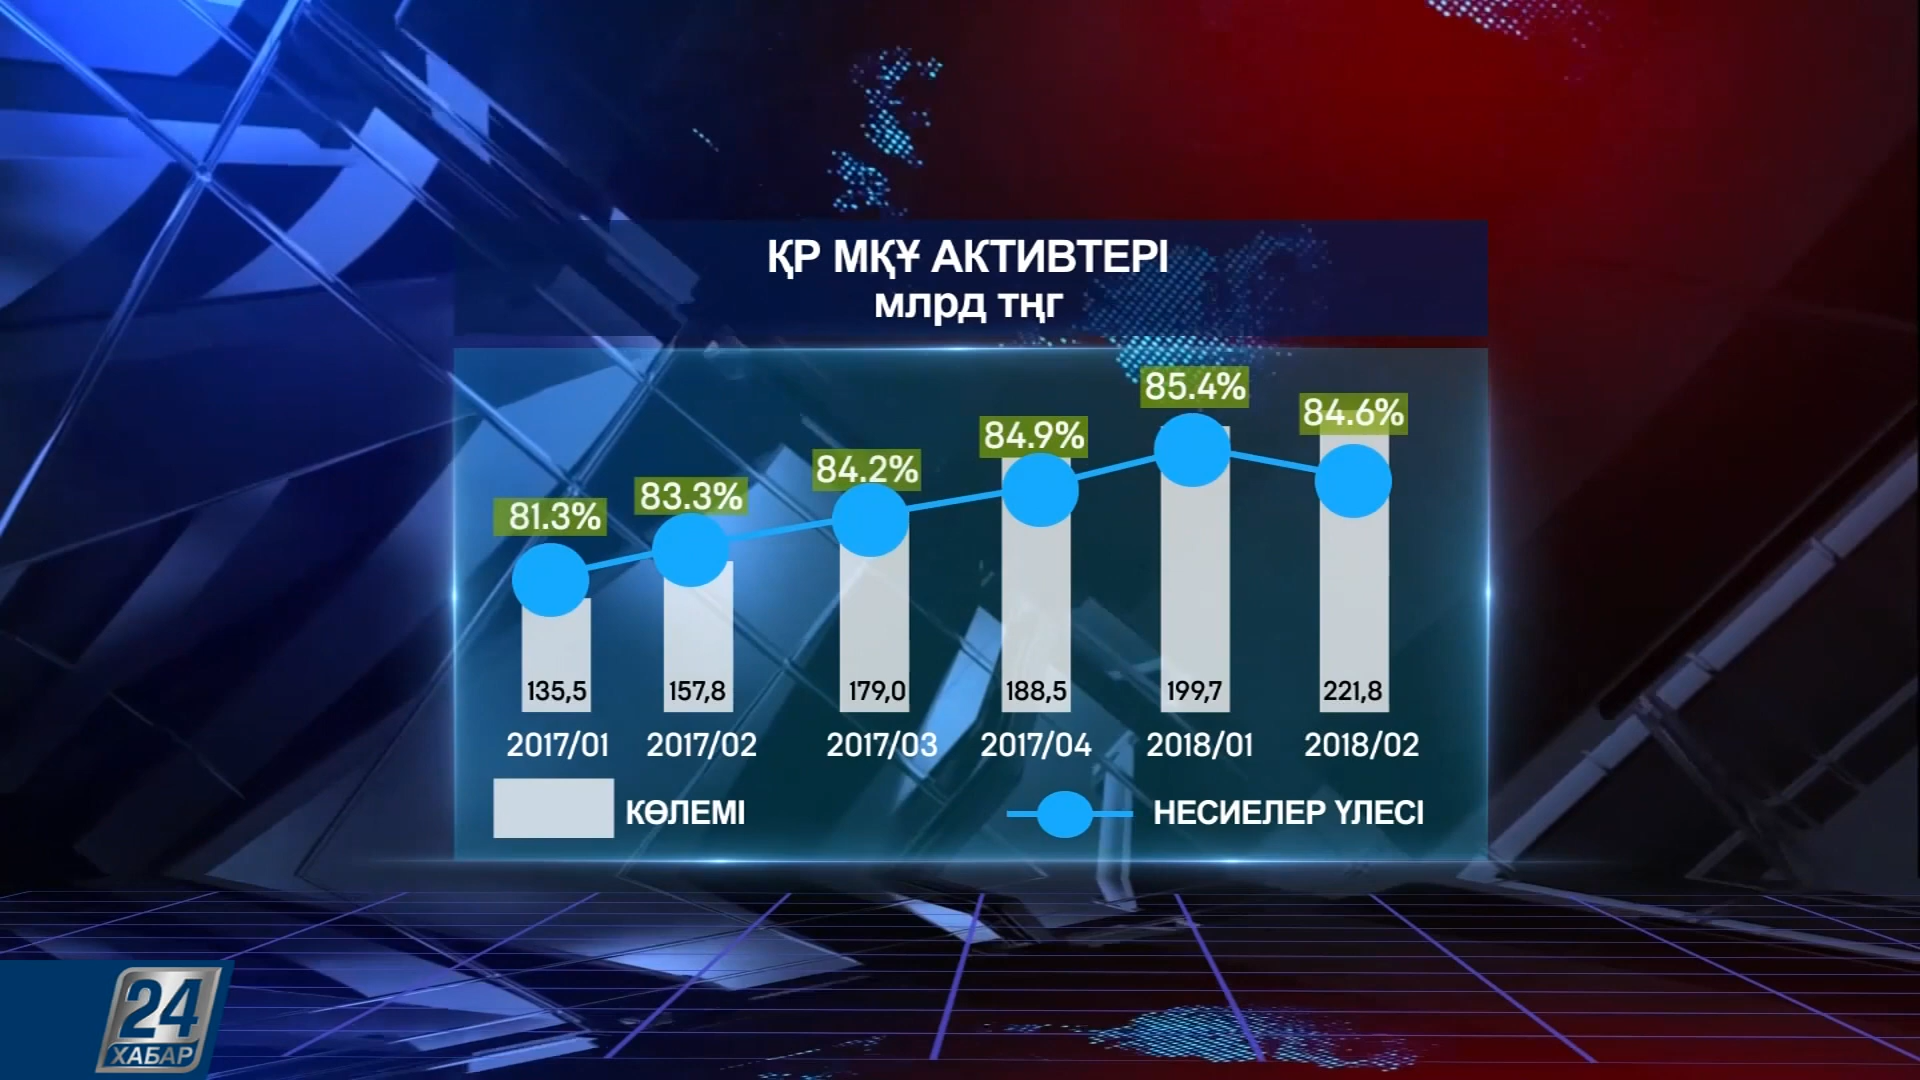 ҚР МҚҰ АКТИВТЕРІ
млрд тңг
81.3% 83.3% 84.2% 84.9% 85.4% 84.6%
135,5 157,8 179,0 188,5 199,7 221,8
2017/01 2017/02 2017/03 2017/04 2018/01 2018/02
КӨЛЕМІ НЕСИЕЛЕР ҮЛЕСІ
24
ХАБАР